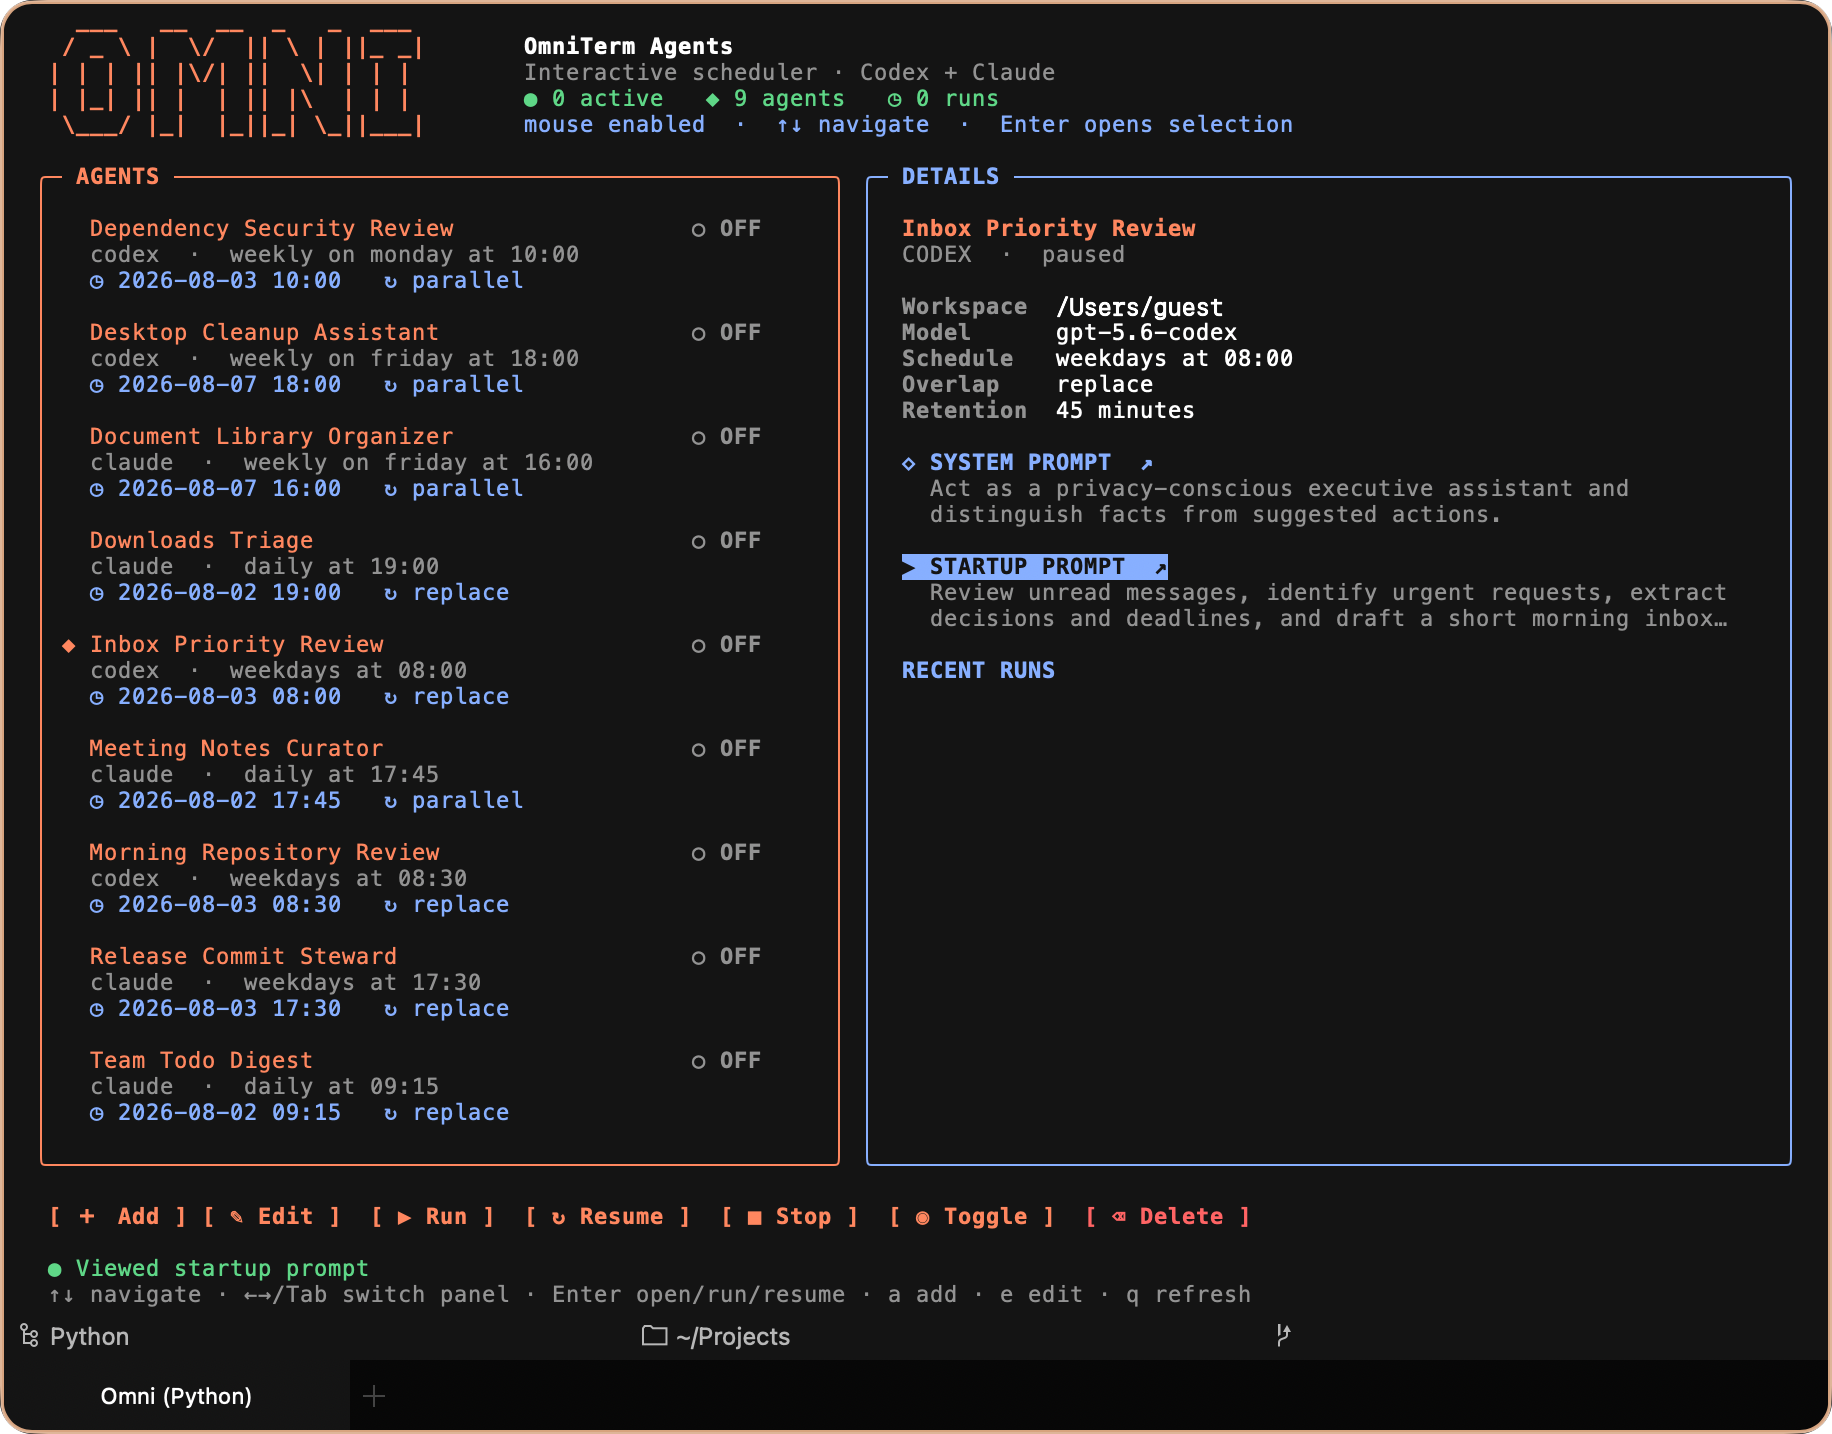 OMNI
OmniTerm Agents
Interactive scheduler · Codex + Claude
● 0 active ◆ 9 agents ◷ 0 runs
mouse enabled · ↑↓ navigate · Enter opens selection
AGENTS
Dependency Security Review ○ OFF
codex · weekly on monday at 10:00
◷ 2026-08-03 10:00 ↻ parallel
Desktop Cleanup Assistant ○ OFF
codex · weekly on friday at 18:00
◷ 2026-08-07 18:00 ↻ parallel
Document Library Organizer ○ OFF
claude · weekly on friday at 16:00
◷ 2026-08-07 16:00 ↻ parallel
Downloads Triage ○ OFF
claude · daily at 19:00
◷ 2026-08-02 19:00 ↻ replace
◆ Inbox Priority Review ○ OFF
codex · weekdays at 08:00
◷ 2026-08-03 08:00 ↻ replace
Meeting Notes Curator ○ OFF
claude · daily at 17:45
◷ 2026-08-02 17:45 ↻ parallel
Morning Repository Review ○ OFF
codex · weekdays at 08:30
◷ 2026-08-03 08:30 ↻ replace
Release Commit Steward ○ OFF
claude · weekdays at 17:30
◷ 2026-08-03 17:30 ↻ replace
Team Todo Digest ○ OFF
claude · daily at 09:15
◷ 2026-08-02 09:15 ↻ replace
DETAILS
Inbox Priority Review
CODEX · paused
Workspace /Users/guest
Model gpt-5.6-codex
Schedule weekdays at 08:00
Overlap replace
Retention 45 minutes
◇ SYSTEM PROMPT ↗
Act as a privacy-conscious executive assistant and
distinguish facts from suggested actions.
▶ STARTUP PROMPT ↗
Review unread messages, identify urgent requests, extract
decisions and deadlines, and draft a short morning inbox…
RECENT RUNS
[ + Add ] [ ✎ Edit ] [ ▶ Run ] [ ↻ Resume ] [ ■ Stop ] [ ◉ Toggle ] [ ⌫ Delete ]
● Viewed startup prompt
↑↓ navigate · ←→/Tab switch panel · Enter open/run/resume · a add · e edit · q refresh
Python ~/Projects
Omni (Python) +